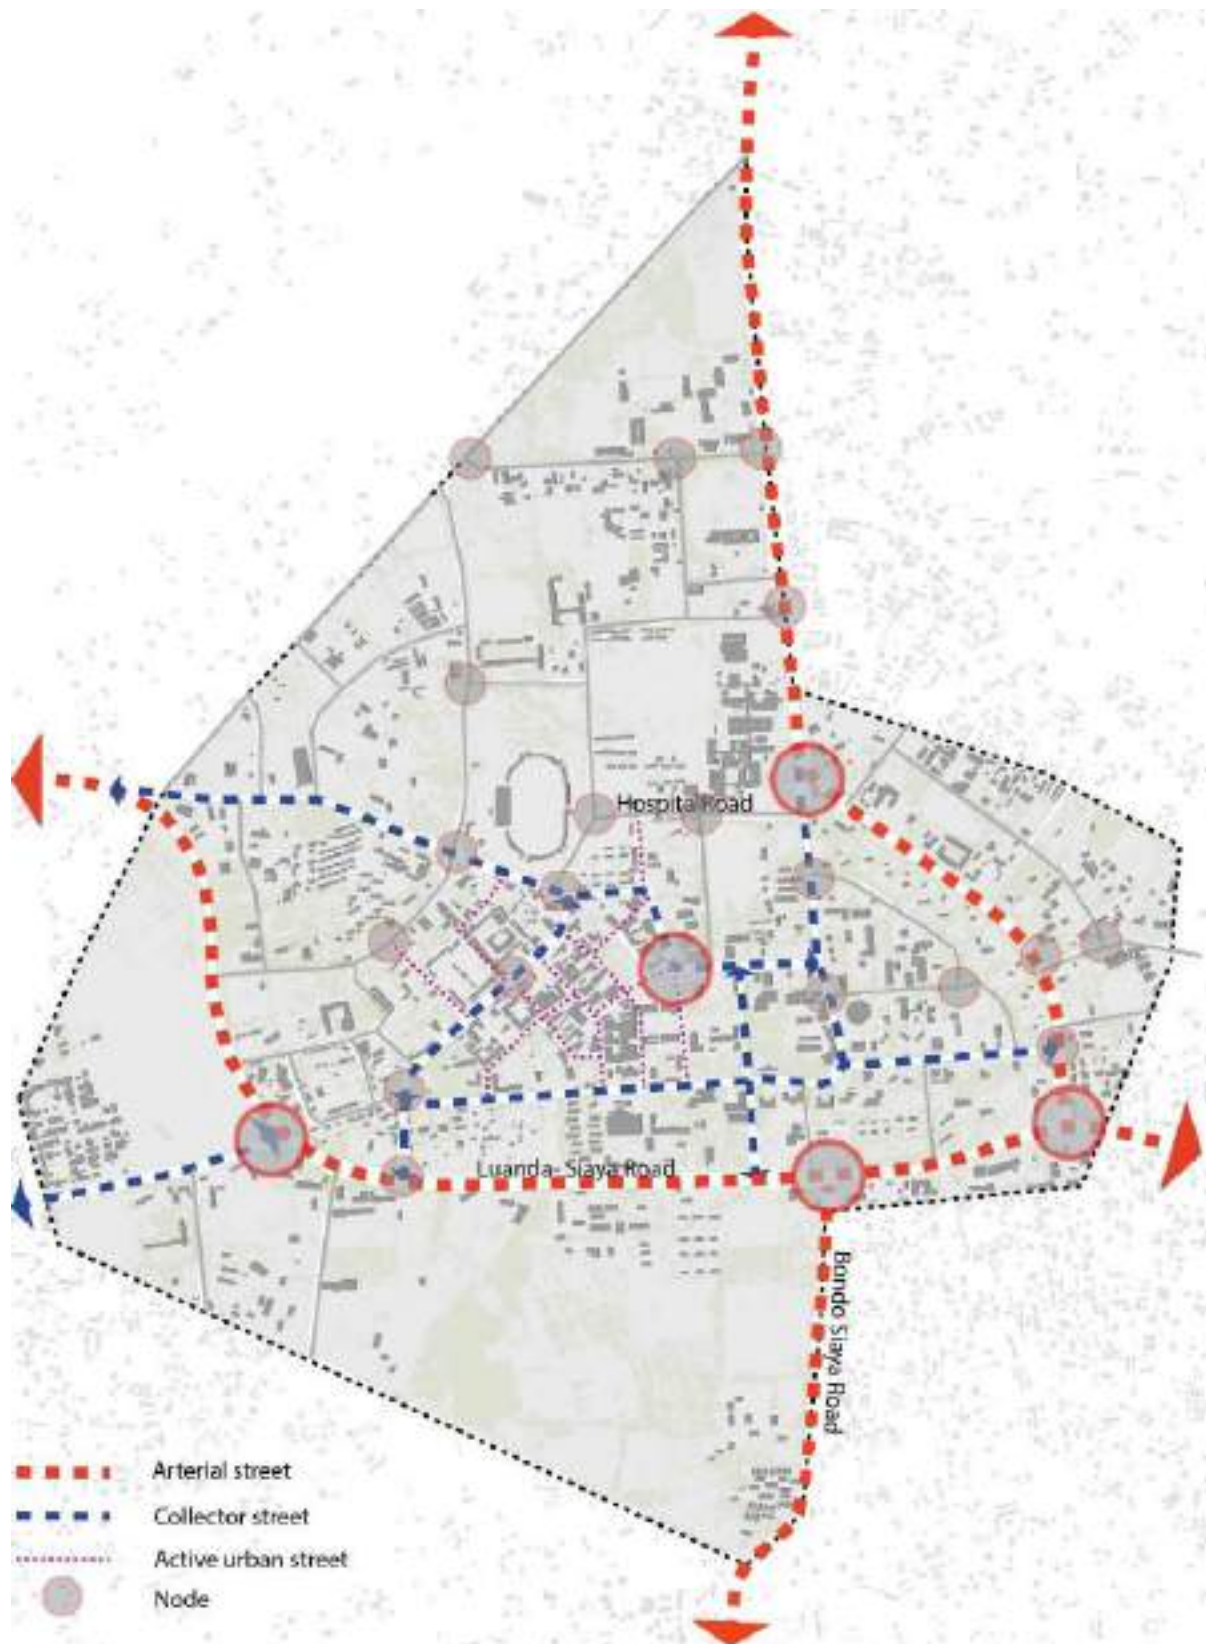 Hospital Road
Luanda- Siaya Road
Bondo Siaya Road
Arterial street
Collector street
Active urban street
Node